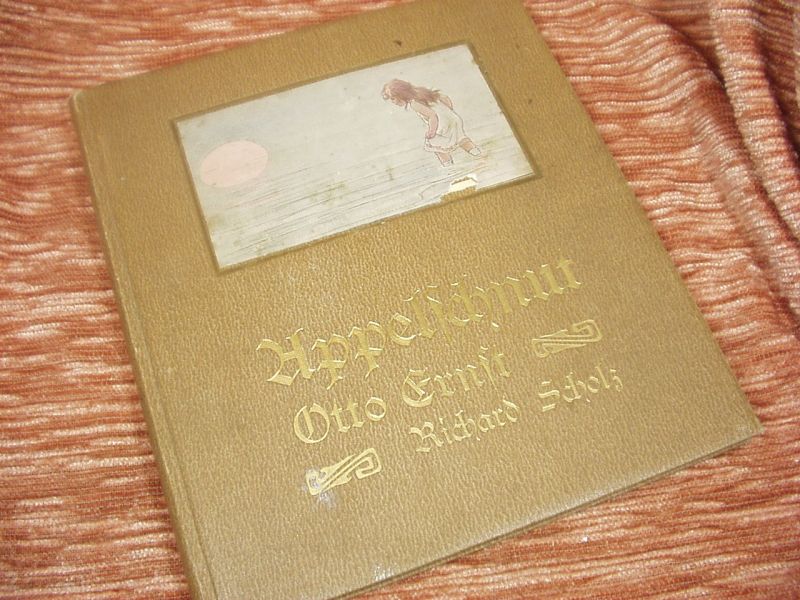 Appelſchnut
Otto Ernſt
Richard Scholz